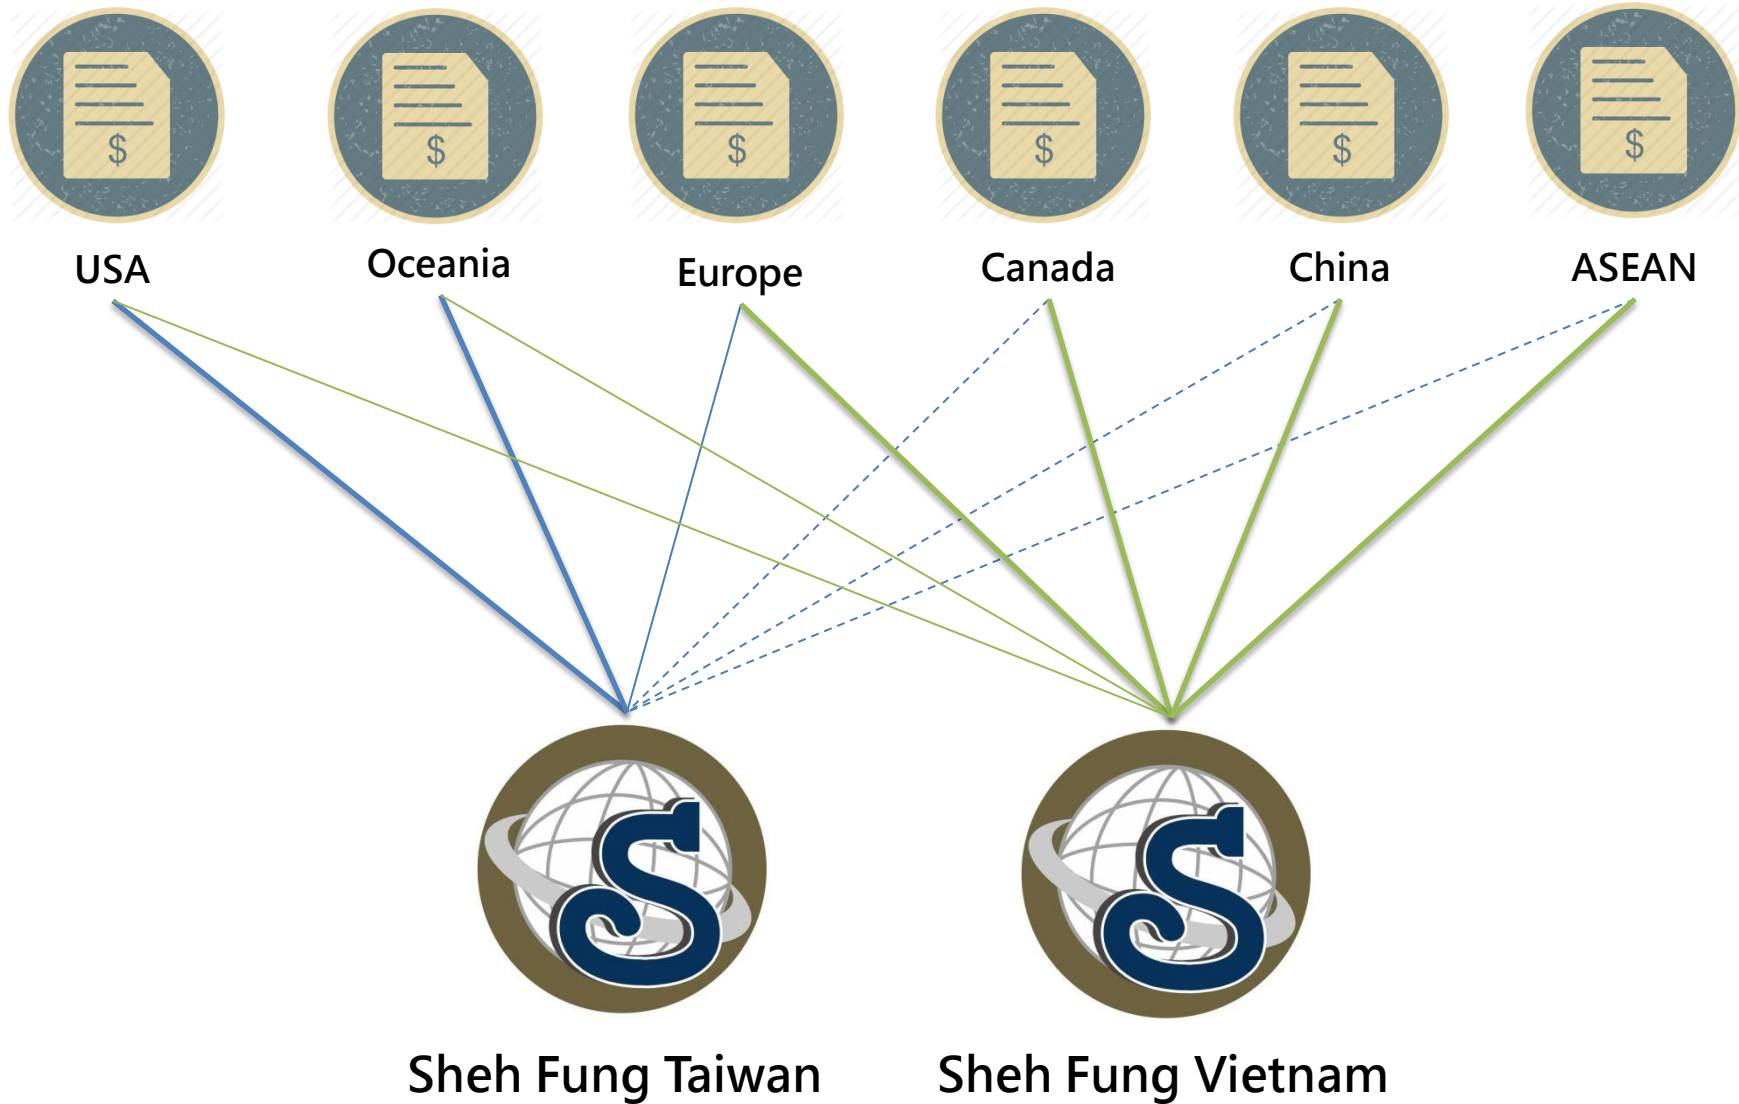 $ $ $ $ $ $
USA Oceania Europe Canada China ASEAN
S S
Sheh Fung Taiwan Sheh Fung Vietnam